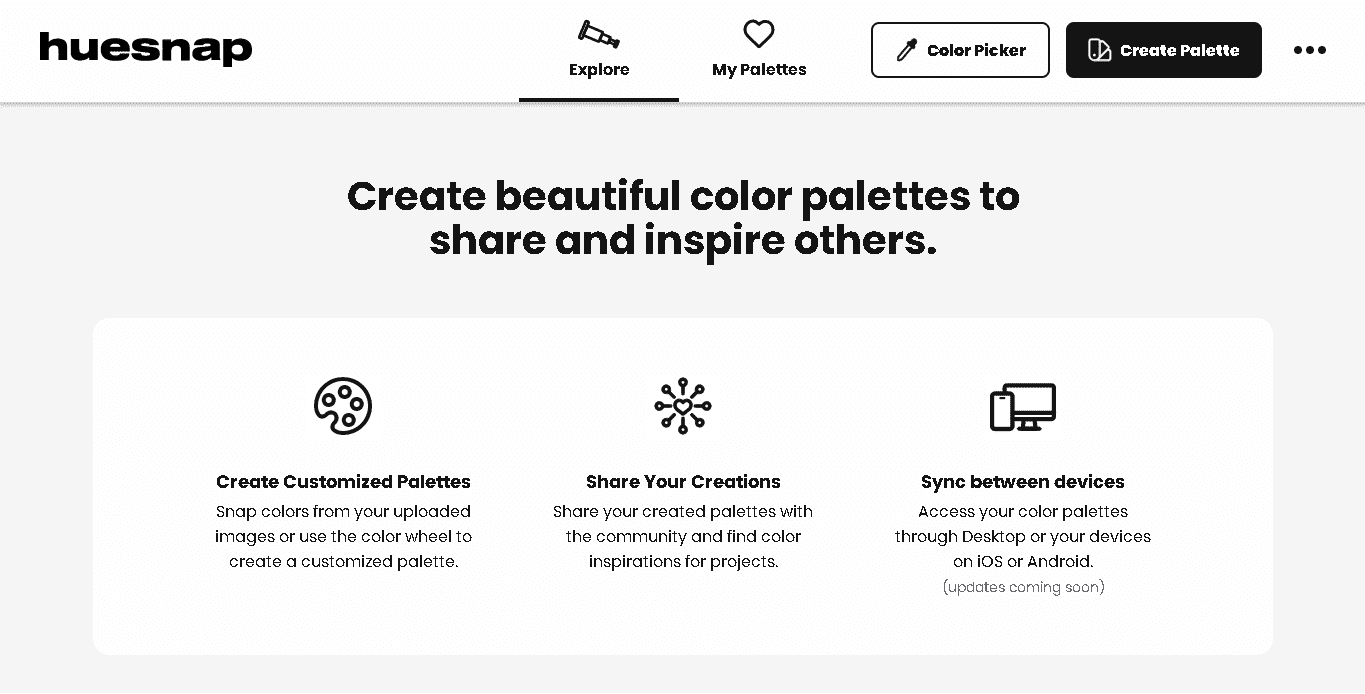 huesnap
Explore
My Palettes
Color Picker
Create Palette
Create beautiful color palettes to
share and inspire others.
Create Customized Palettes
Snap colors from your uploaded
images or use the color wheel to
create a customized palette.
Share Your Creations
Share your created palettes with
the community and find color
inspirations for projects.
Sync between devices
Access your color palettes
through Desktop or your devices
on iOS or Android.
(updates coming soon)